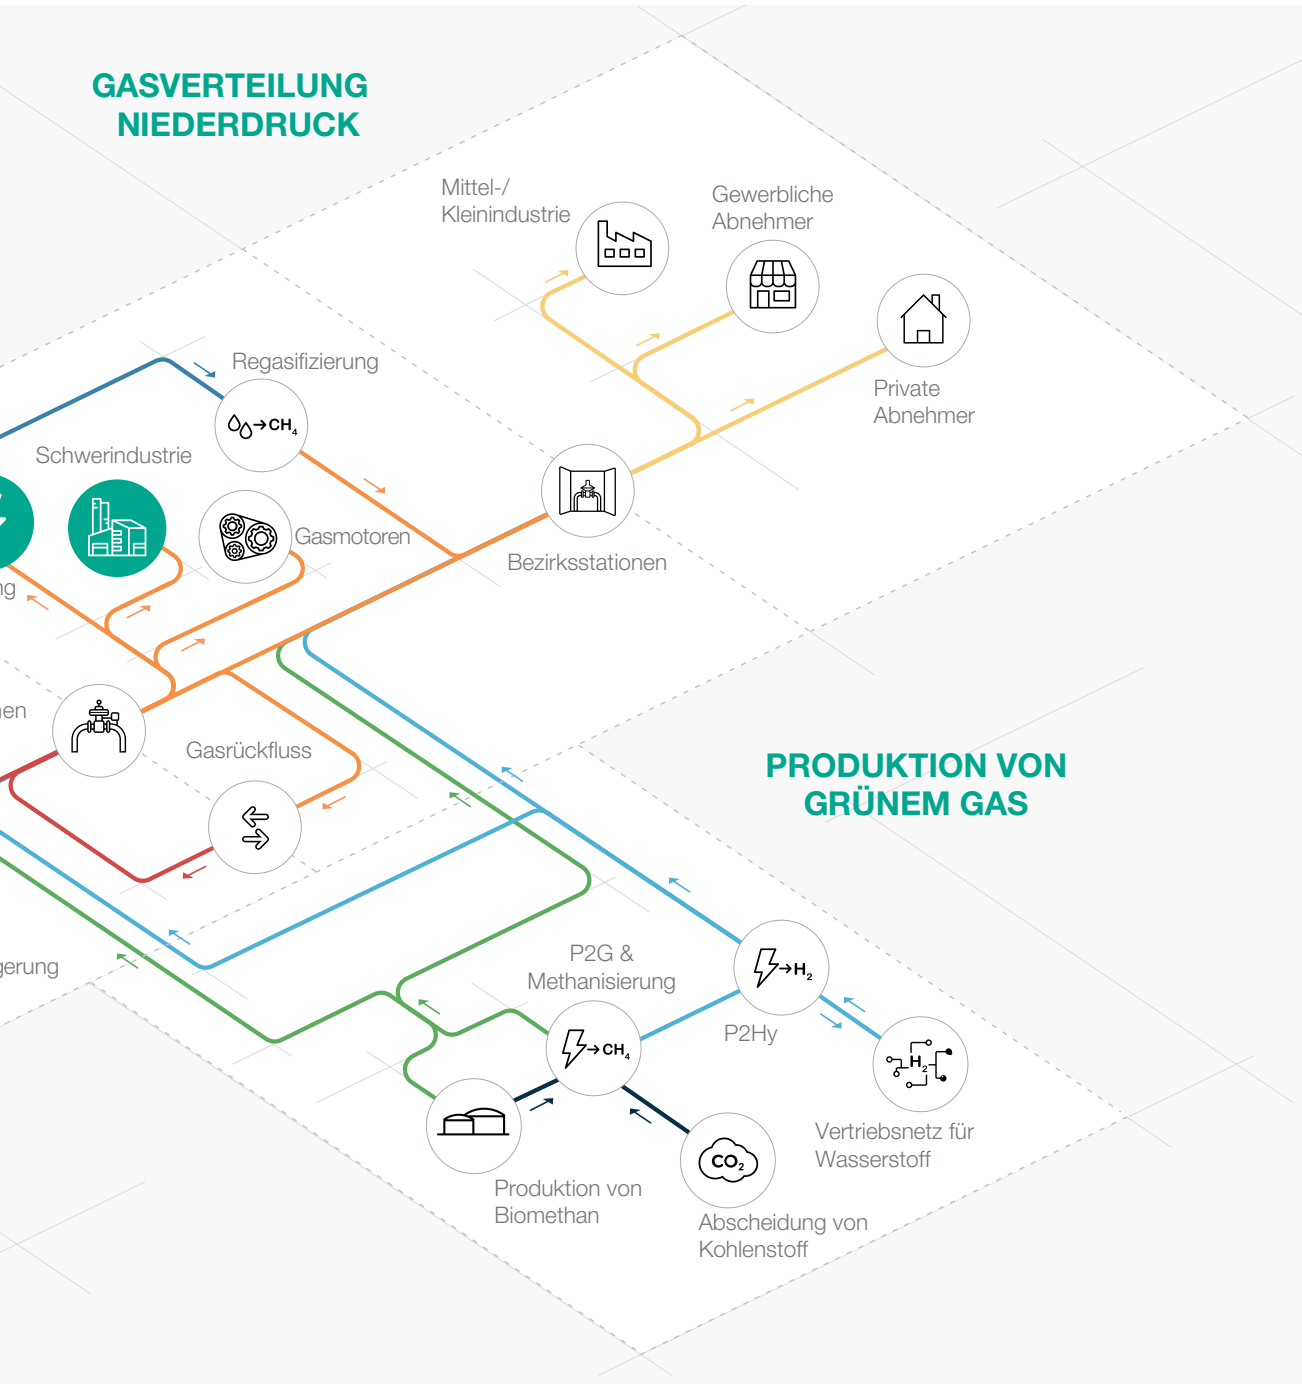 GASVERTEILUNG
NIEDERDRUCK
Mittel-/
Kleinindustrie
Gewerbliche
Abnehmer
Private
Abnehmer
Regasifizierung
→CH₄
Schwerindustrie
Gasmotoren
Bezirksstationen
Gasrückfluss
PRODUKTION VON
GRÜNEM GAS
P2G &
Methanisierung
→H₂
P2Hy
→CH₄
H₂
Vertriebsnetz für
Wasserstoff
CO₂
Produktion von
Biomethan
Abscheidung von
Kohlenstoff